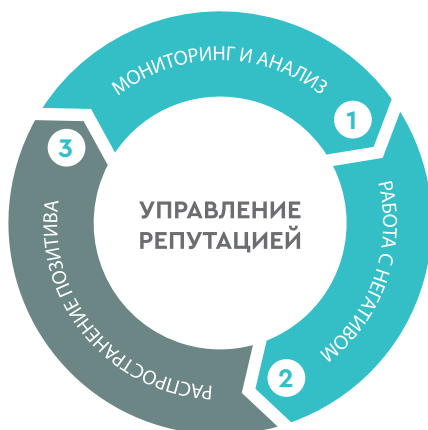 УПРАВЛЕНИЕ
РЕПУТАЦИЕЙ
МОНИТОРИНГ И АНАЛИЗ
1
РАБОТА С НЕГАТИВОМ
2
РАСПРОСТРАНЕНИЕ ПОЗИТИВА
3